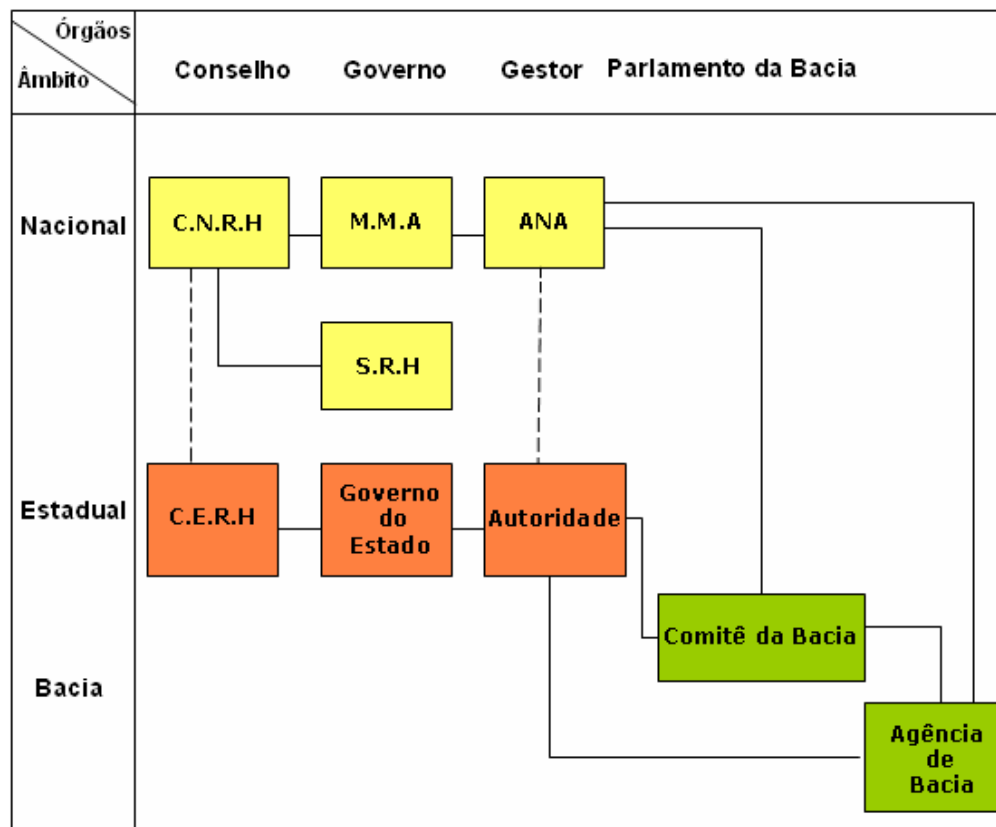 Órgãos
Âmbito
Conselho Governo Gestor Parlamento da Bacia
Nacional
C.N.R.H
M.M.A
ANA
S.R.H
Estadual
C.E.R.H
Governo
do
Estado
Autoridade
Bacia
Comitê da Bacia
Agência
de
Bacia